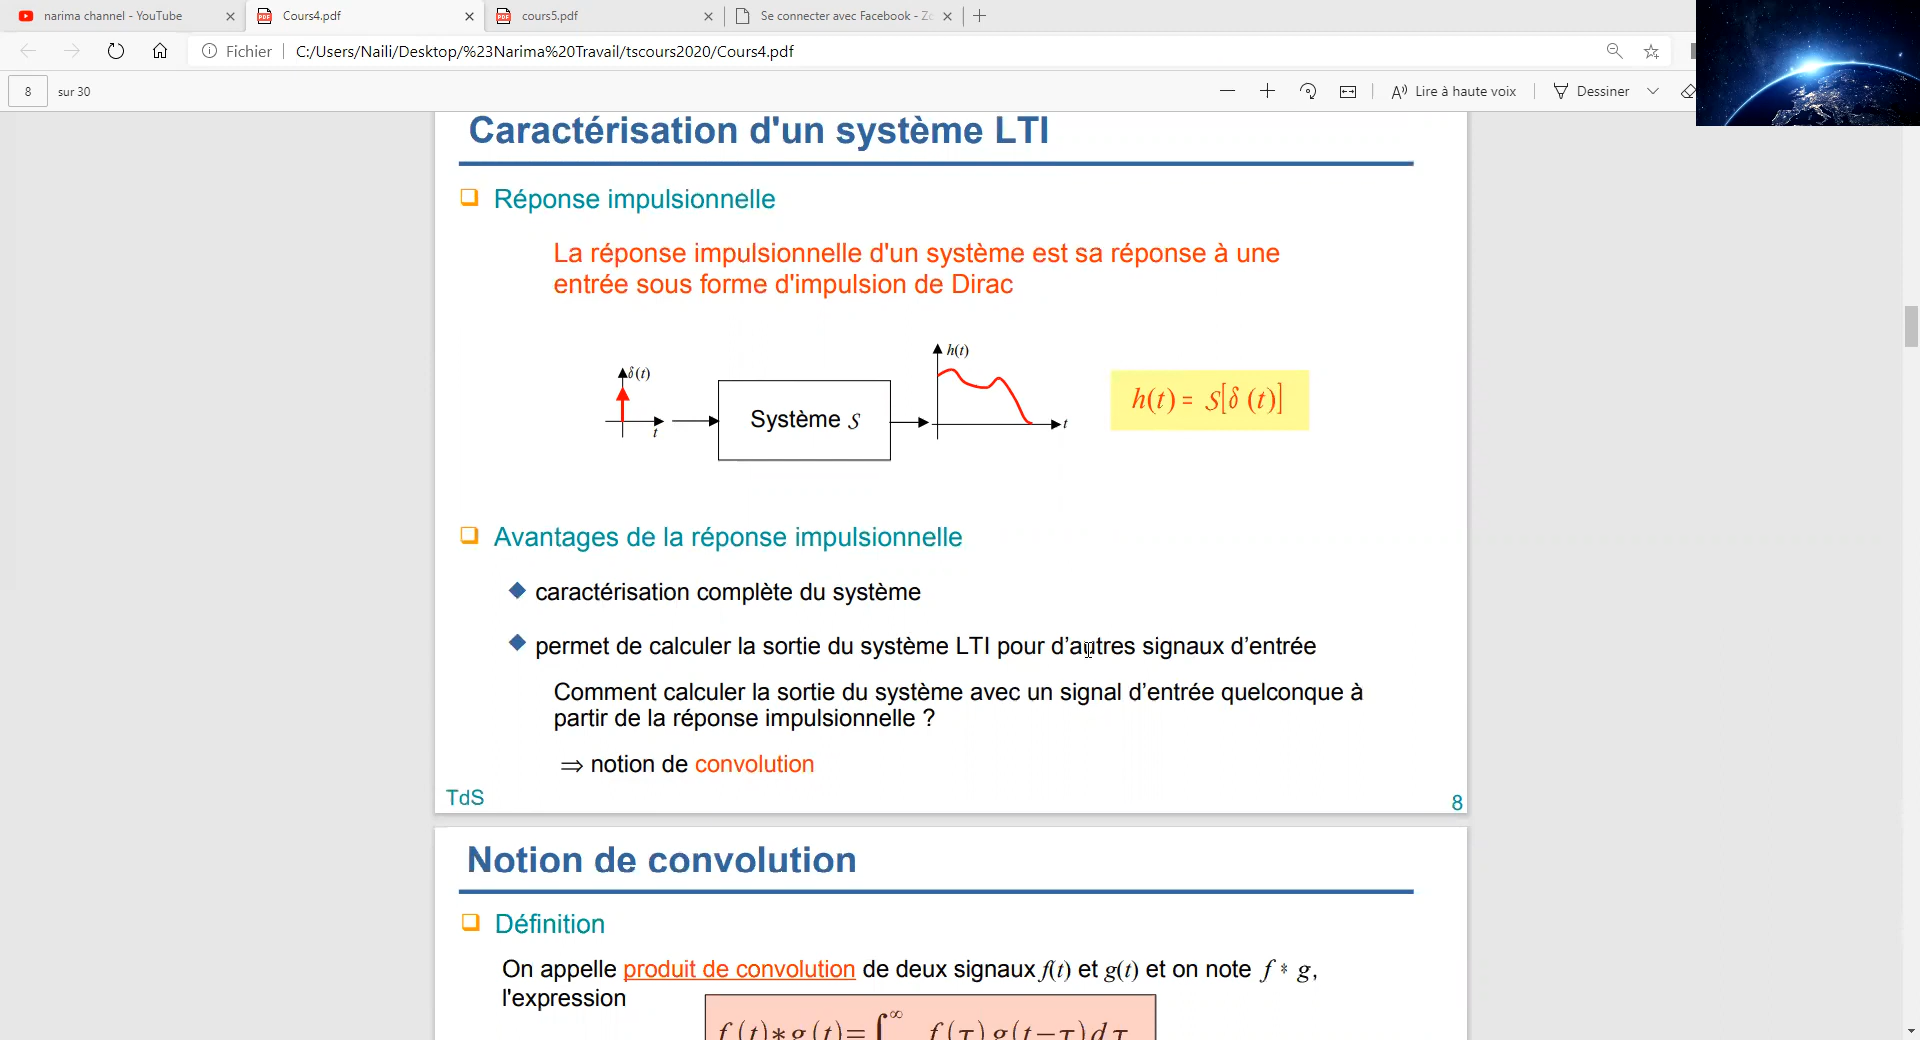 narima channel - YouTube
Cours4.pdf
cours5.pdf
Se connecter avec Facebook - Zo
Fichier
C:/Users/Naili/Desktop/%23Narima%20Travail/tscours2020/Cours4.pdf
8 sur 30
Lire à haute voix
Dessiner
Caractérisation d'un système LTI
Réponse impulsionnelle
La réponse impulsionnelle d'un système est sa réponse à une
entrée sous forme d'impulsion de Dirac
δ(t)
t
Système S
h(t)
t
h(t) = S[δ (t)]
Avantages de la réponse impulsionnelle
caractérisation complète du système
permet de calculer la sortie du système LTI pour d’autres signaux d’entrée
Comment calculer la sortie du système avec un signal d’entrée quelconque à
partir de la réponse impulsionnelle ?
⇒ notion de convolution
TdS
8
Notion de convolution
Définition
On appelle produit de convolution de deux signaux f(t) et g(t) et on note f * g,
l'expression
f (t)∗g (t)=∫ ∞ f (τ) g(t−τ) d τ